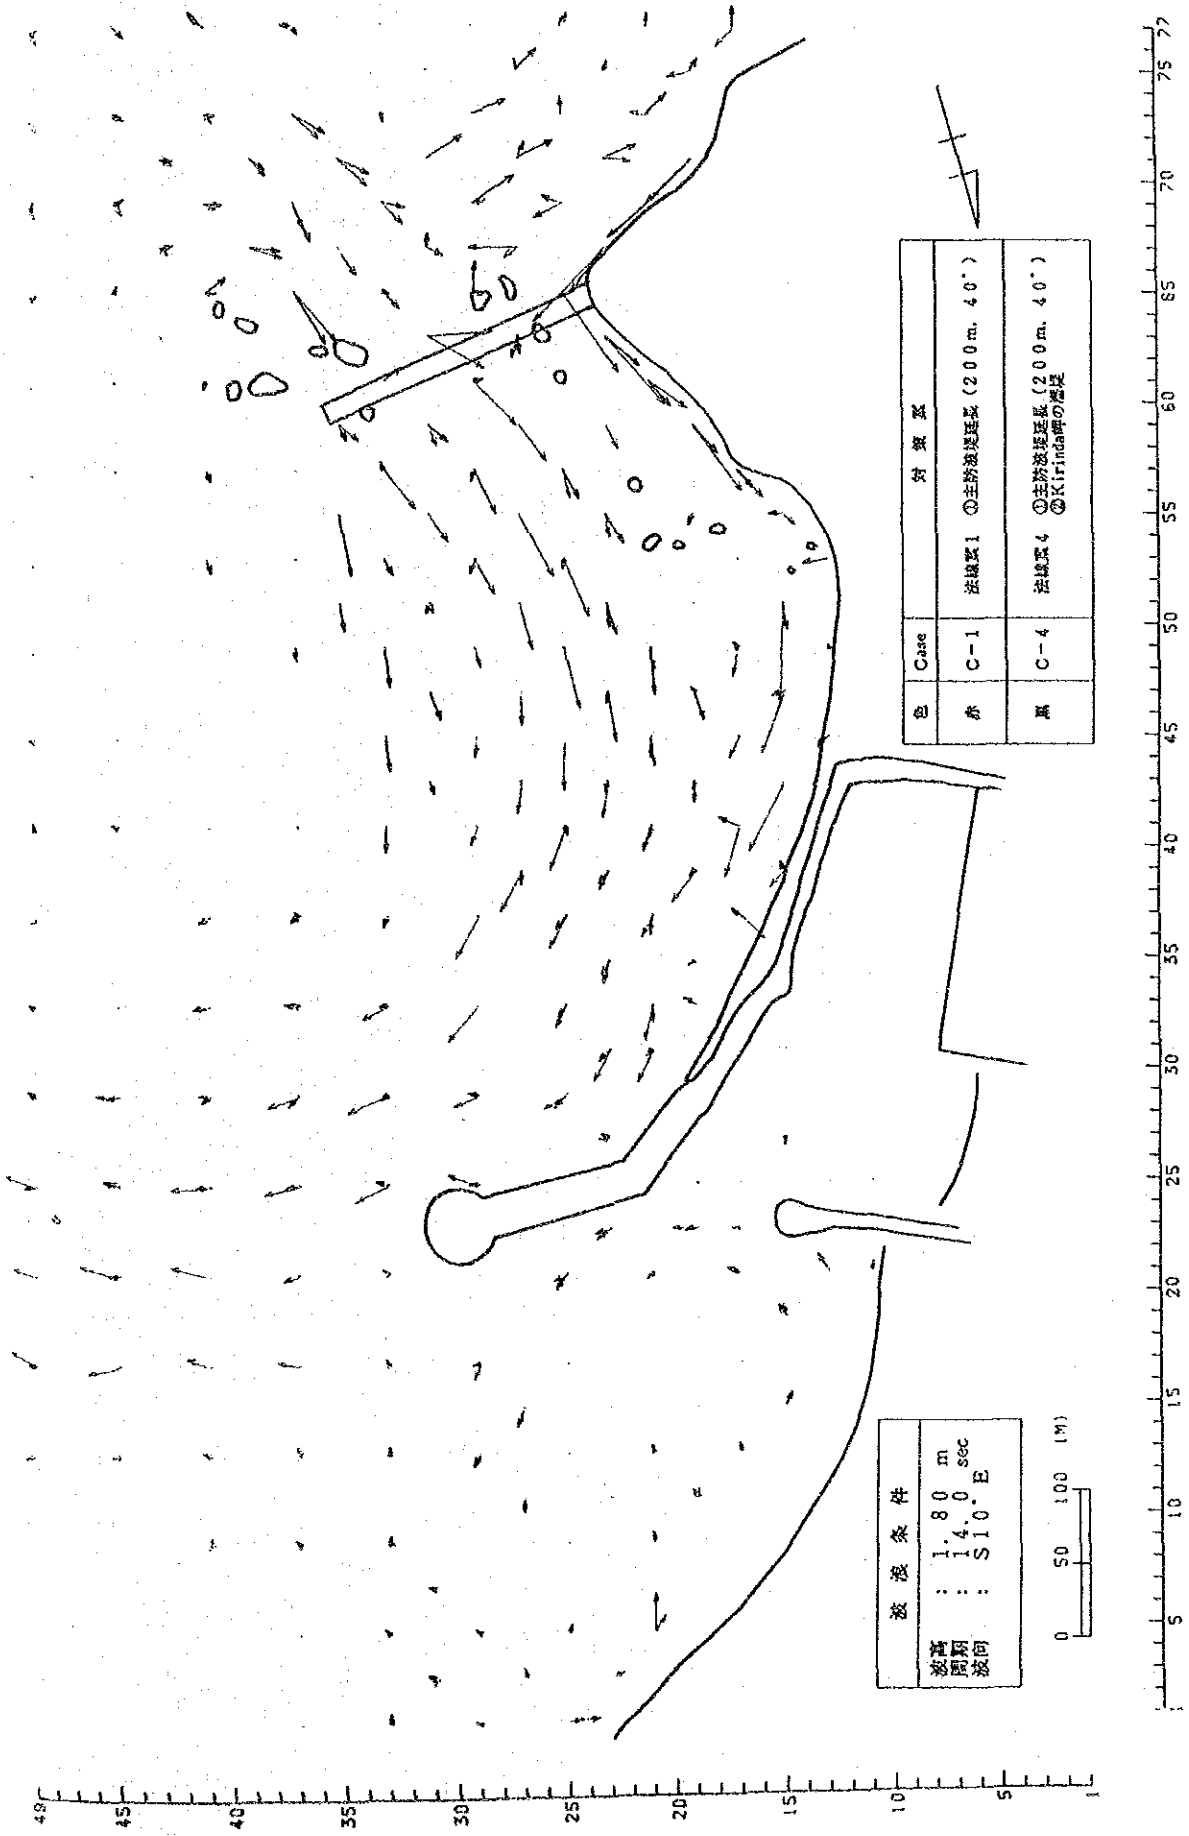 49
45
40
35
30
25
20
15
10
5
1
波浪条件
波高 : 1.80 m
周期 : 14.0 sec
波向 : S10°E
0 50 100 (M)
色 Case 対策案
赤 C-1 法線案1 ①主防波堤延長(200m, 40°)
黒 C-4 法線案4 ①主防波堤延長(200m, 40°)
②Kirinda岬の潜堤
1 5 10 15 20 25 30 35 40 45 50 55 60 65 70 75 77